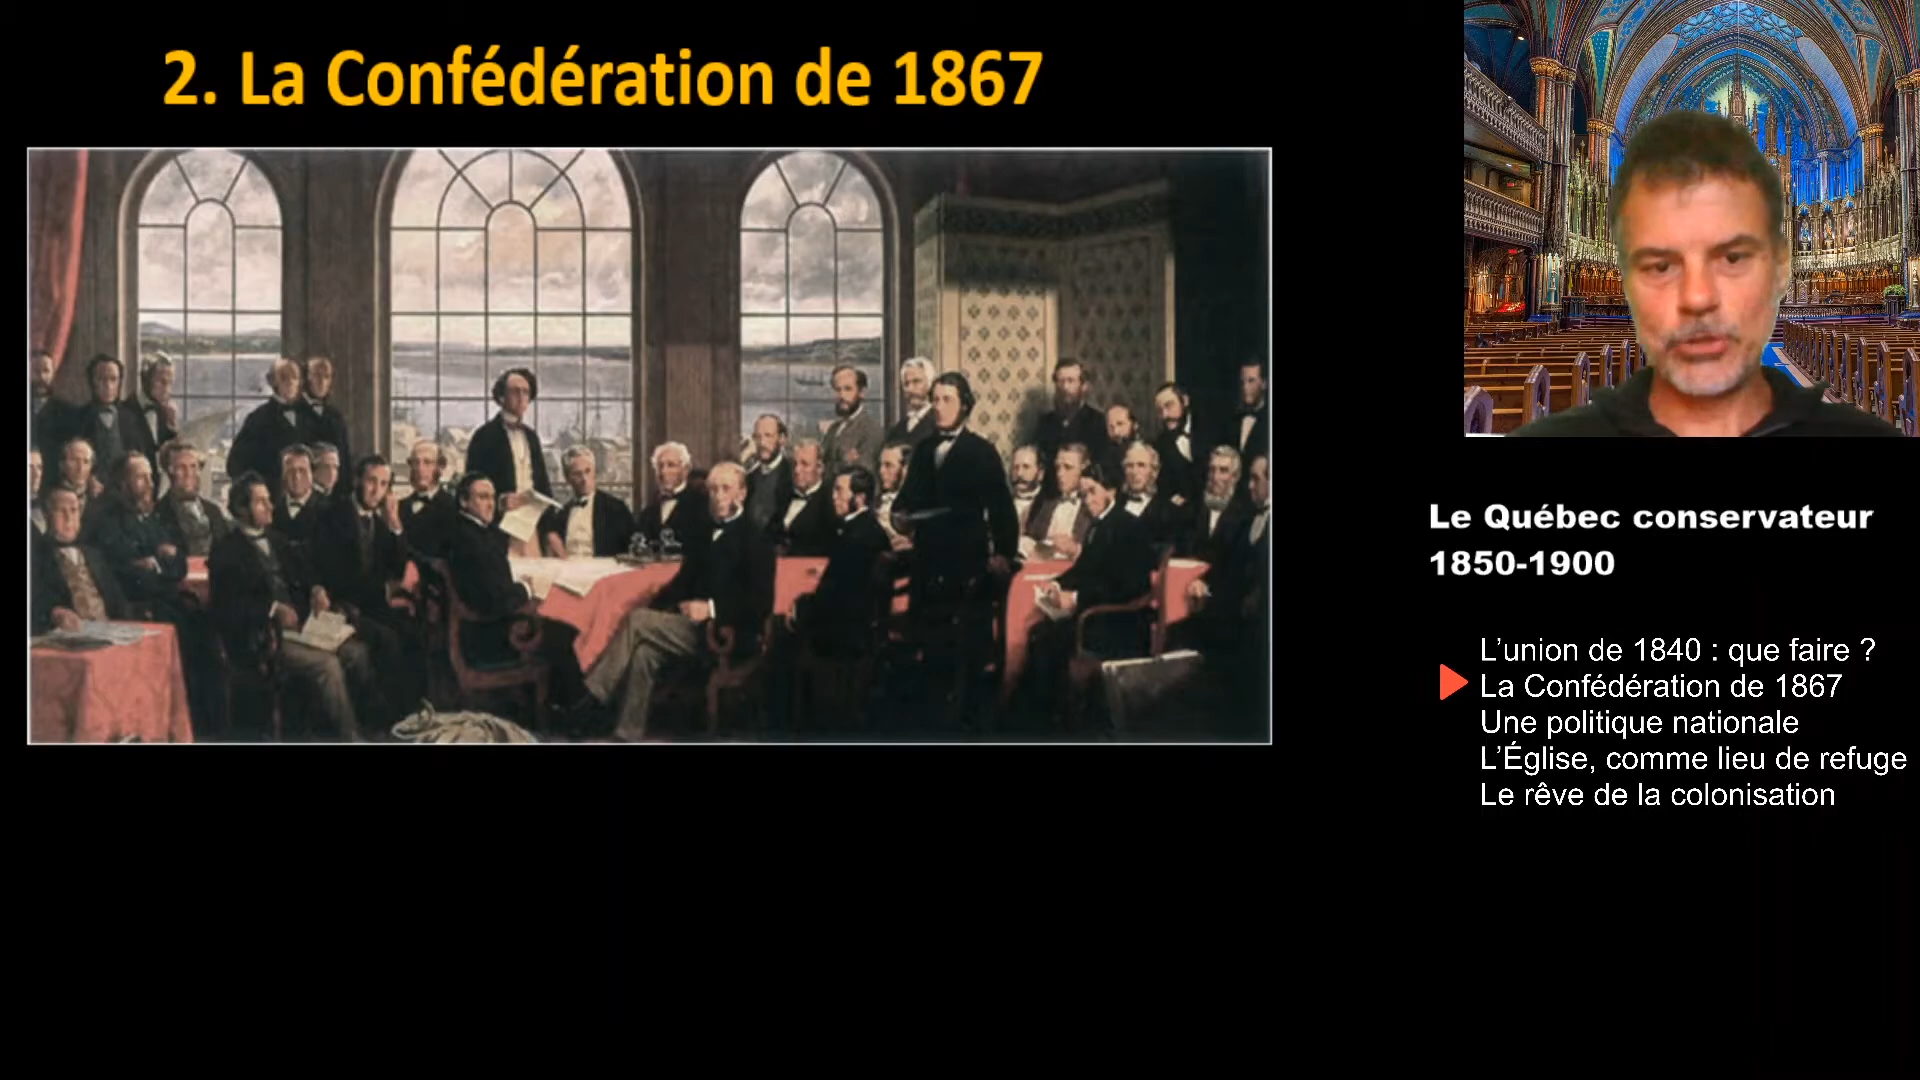 2. La Confédération de 1867
Le Québec conservateur
1850-1900
L’union de 1840 : que faire ?
La Confédération de 1867
Une politique nationale
L’Église, comme lieu de refuge
Le rêve de la colonisation